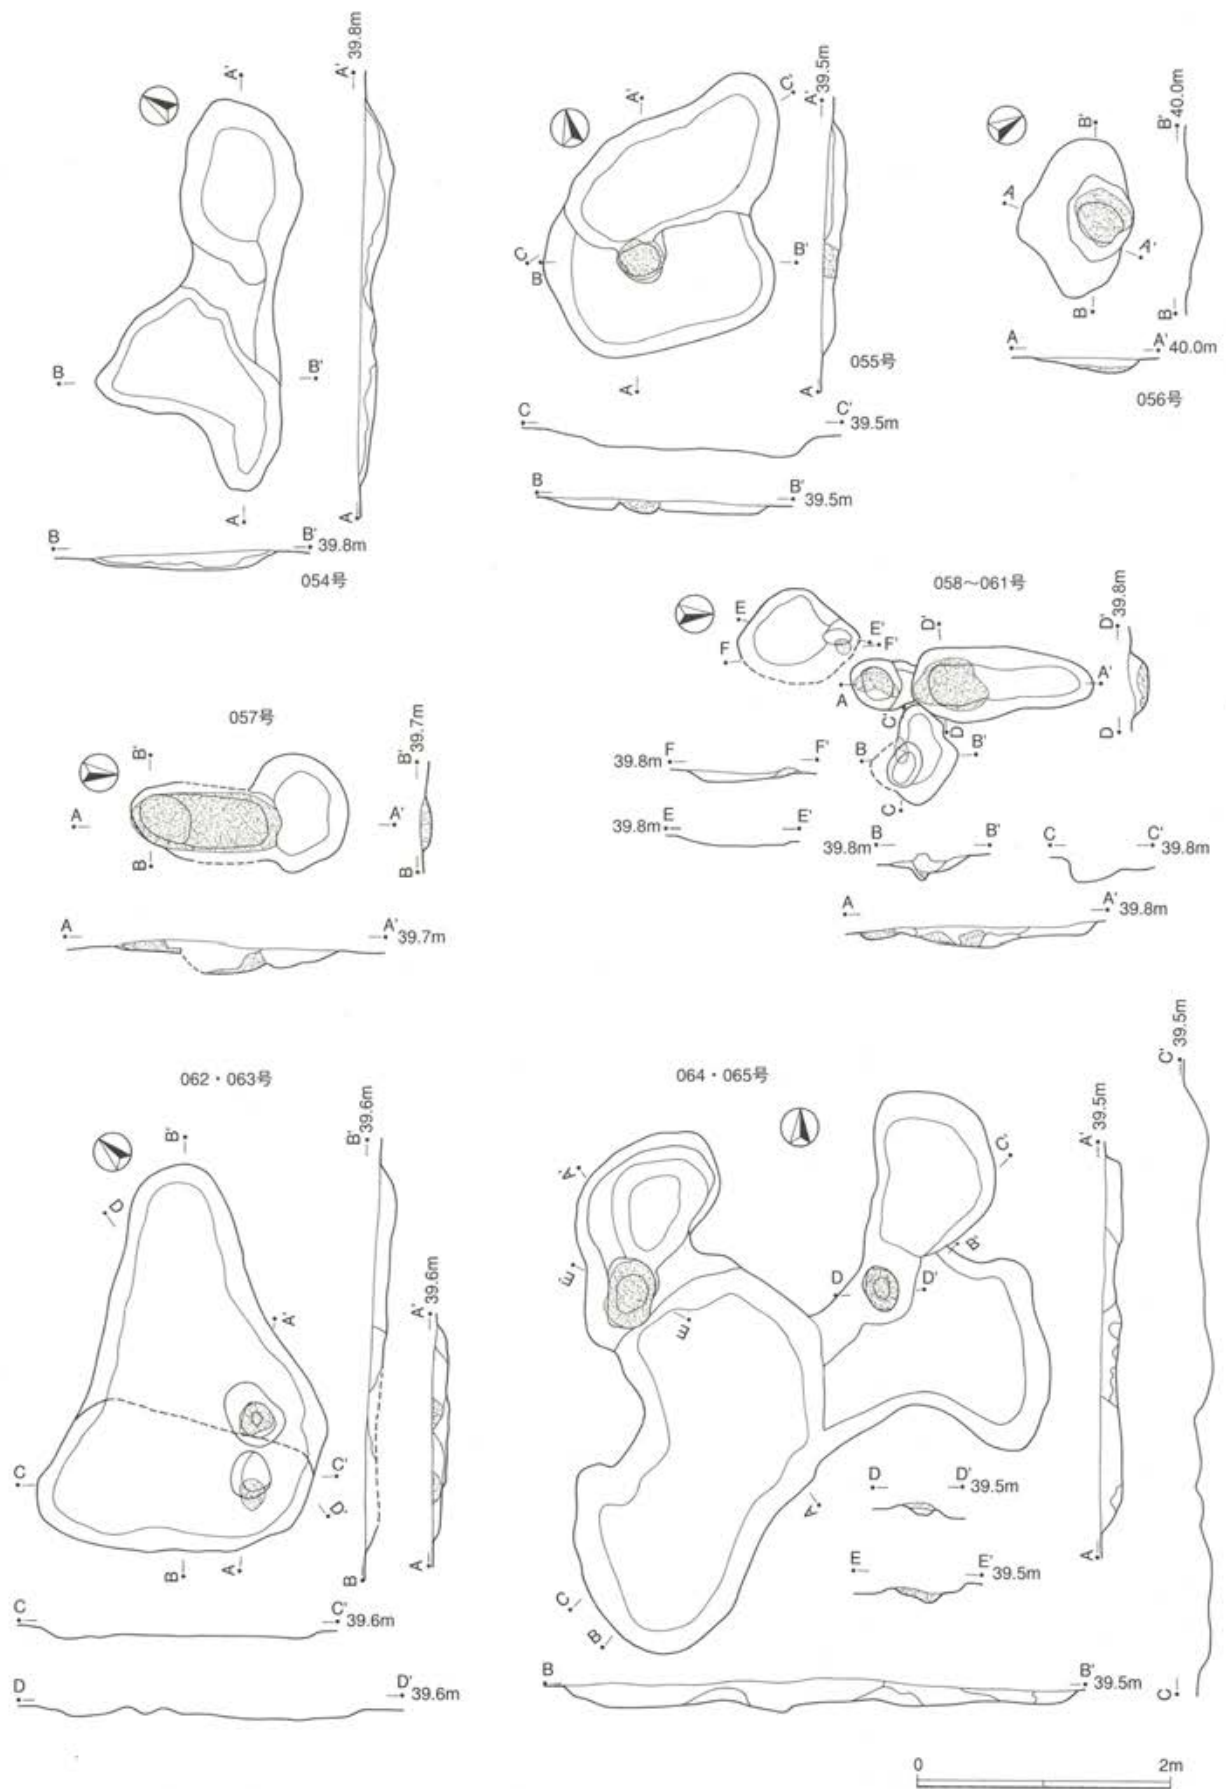 A'
A' 39.8m
B
B'
A
A
B
B' 39.8m
054号
A'
C'
A' 39.5m
C
B
B'
A
A
055号
C
C' 39.5m
B
B' 39.5m
B'
A
A'
B
B' 40.0m
B
A
A' 40.0m
056号
057号
B'
A
A'
B
B' 39.7m
B
A
A' 39.7m
058〜061号
E
E'
F
F'
D'
A
A'
C'
D
B
B'
C
D' 39.8m
D
39.8m F
F'
39.8m E
E'
39.8m B
B'
C
C' 39.8m
A
A' 39.8m
062・063号
B'
D
A'
C
C'
D'
B
A
B' 39.6m
B
A' 39.6m
A
C
C' 39.6m
D
D' 39.6m
064・065号
A'
C'
B'
E'
D
D'
E
A
C
B
A' 39.5m
A
C' 39.5m
C
D
D' 39.5m
E
E' 39.5m
B
B' 39.5m
0
2m